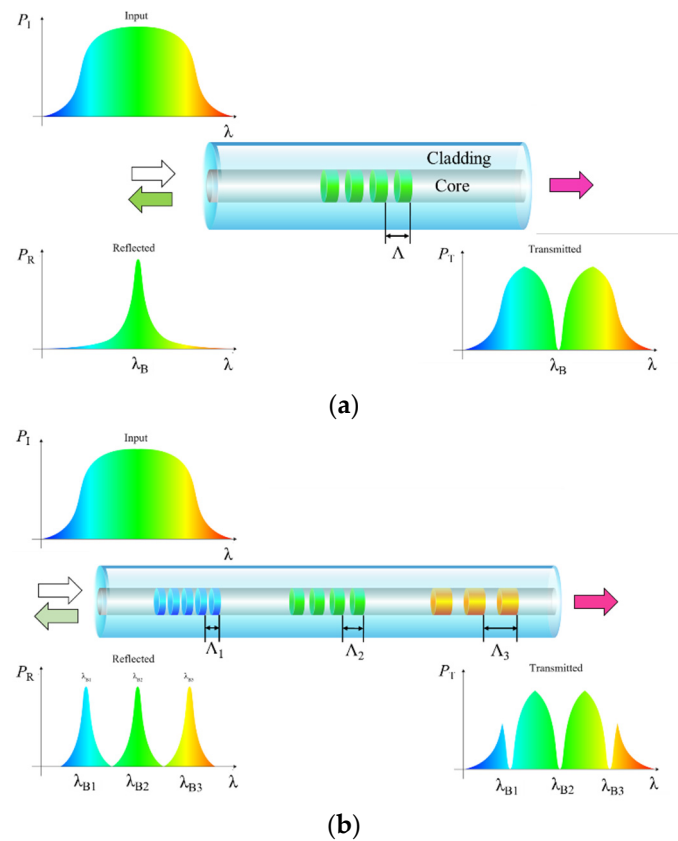 P_I
Input
λ
Cladding
Core
Λ
P_R
Reflected
λ_B
λ
P_T
Transmitted
λ_B
λ
(a)
P_I
Input
λ
Λ_1
Λ_2
Λ_3
P_R
Reflected
λ_B1 λ_B2 λ_B3
λ_B1 λ_B2 λ_B3 λ
P_T
Transmitted
λ_B1 λ_B2 λ_B3 λ
(b)